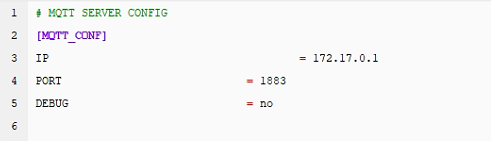 1 # MQTT SERVER CONFIG
2 [MQTT_CONF]
3 IP = 172.17.0.1
4 PORT = 1883
5 DEBUG = no
6